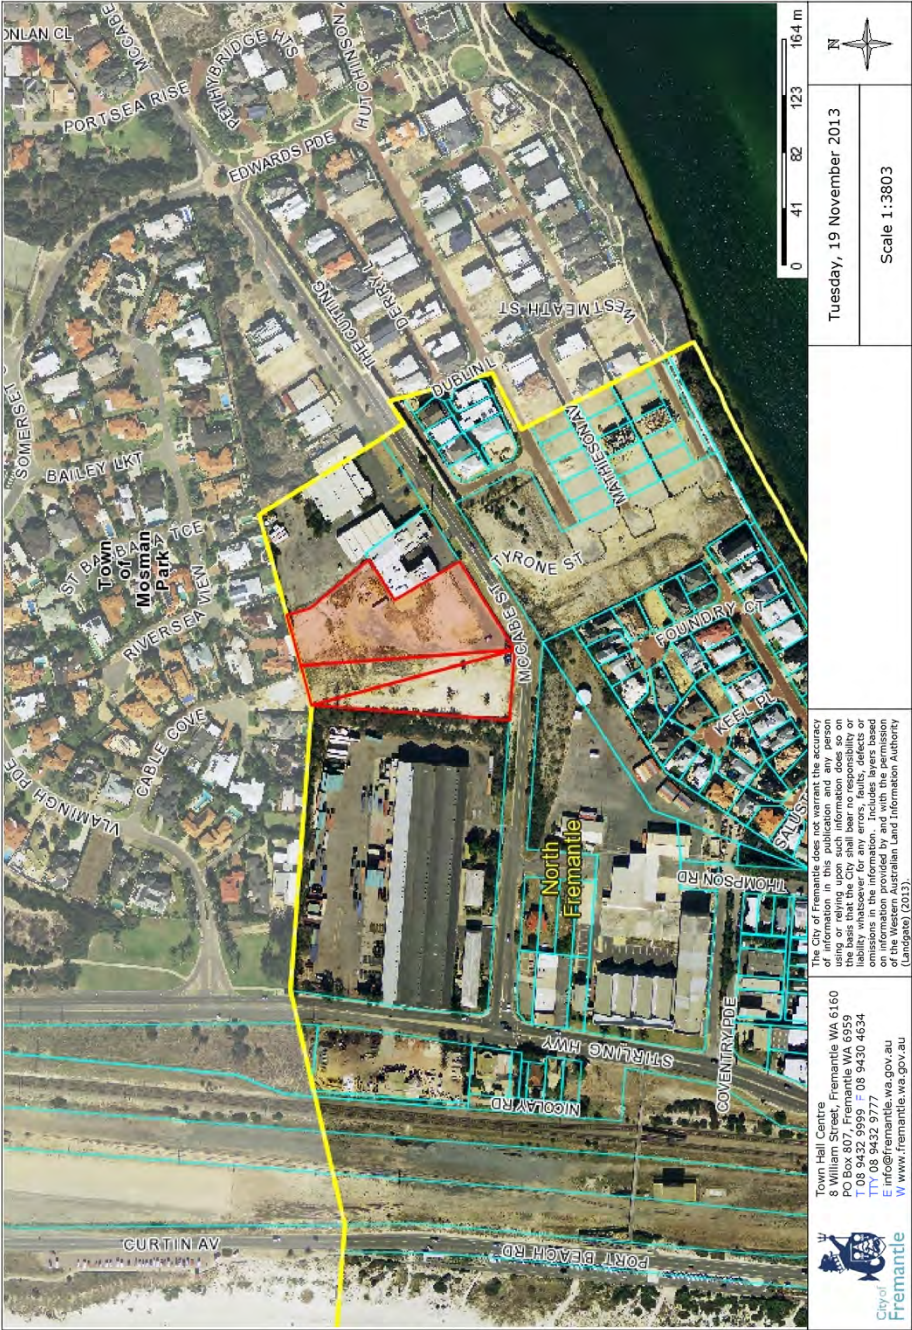 ONLAN CL
MCCABE
PORTSEA RISE
PETHYBRIDGE HTS
HUTCHINSON
EDWARDS PDE
SOMERSET
THE CUTTING
DERRY L
WESTMEATH ST
BAILEY LKT
DUBLIN L
MATHIESON AV
Town
of
Mosman
Park
RIVERSEA VIEW
TYRONE ST
MCCABE ST
FOUNDRY CT
KEEL PL
CABLE COVE
VLAMINGH PDE
SALUST
North
Fremantle
THOMPSON RD
STIRLING HWY
COVENTRY PDE
NICOLAY RD
CURTIN AV
PORT BEACH RD
0 41 82 123 164 m
N
Tuesday, 19 November 2013
Scale 1:3803
The City of Fremantle does not warrant the accuracy
of information in this publication and any person
using or relying upon such information does so on
the basis that the City shall bear no responsibility or
liability whatsoever for any errors, faults, defects or
omissions in the information. Includes layers based
on information provided by and with the permission
of the Western Australian Land Information Authority
(Landgate) (2013).
Town Hall Centre
8 William Street, Fremantle WA 6160
PO Box 807, Fremantle WA 6959
T 08 9432 9999 F 08 9430 4634
TTY 08 9432 9777
E info@fremantle.wa.gov.au
W www.fremantle.wa.gov.au
City of
Fremantle